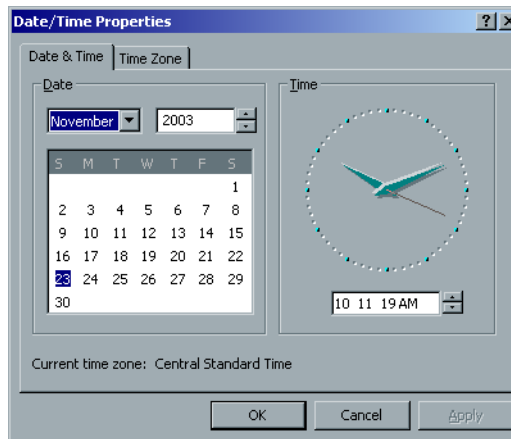 Date/Time Properties
Date & Time Time Zone
Date
November 2003
S M T W T F S
1
2 3 4 5 6 7 8
9 10 11 12 13 14 15
16 17 18 19 20 21 22
23 24 25 26 27 28 29
30
Time
10 11 19 AM
Current time zone: Central Standard Time
OK Cancel Apply